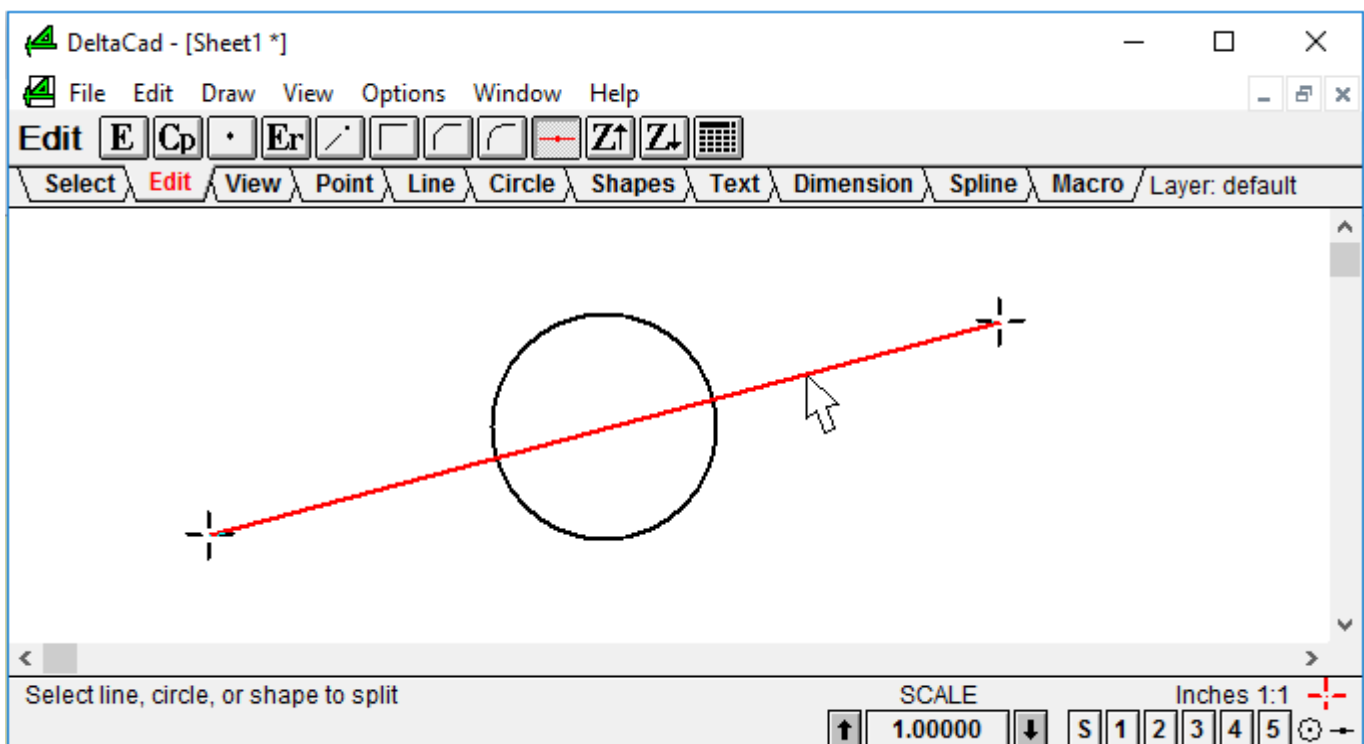 DeltaCad - [Sheet1 *]
File Edit Draw View Options Window Help
Edit E Cp Er Z↑ Z↓
Select Edit View Point Line Circle Shapes Text Dimension Spline Macro Layer: default
Select line, circle, or shape to split SCALE Inches 1:1
1.00000 S 1 2 3 4 5